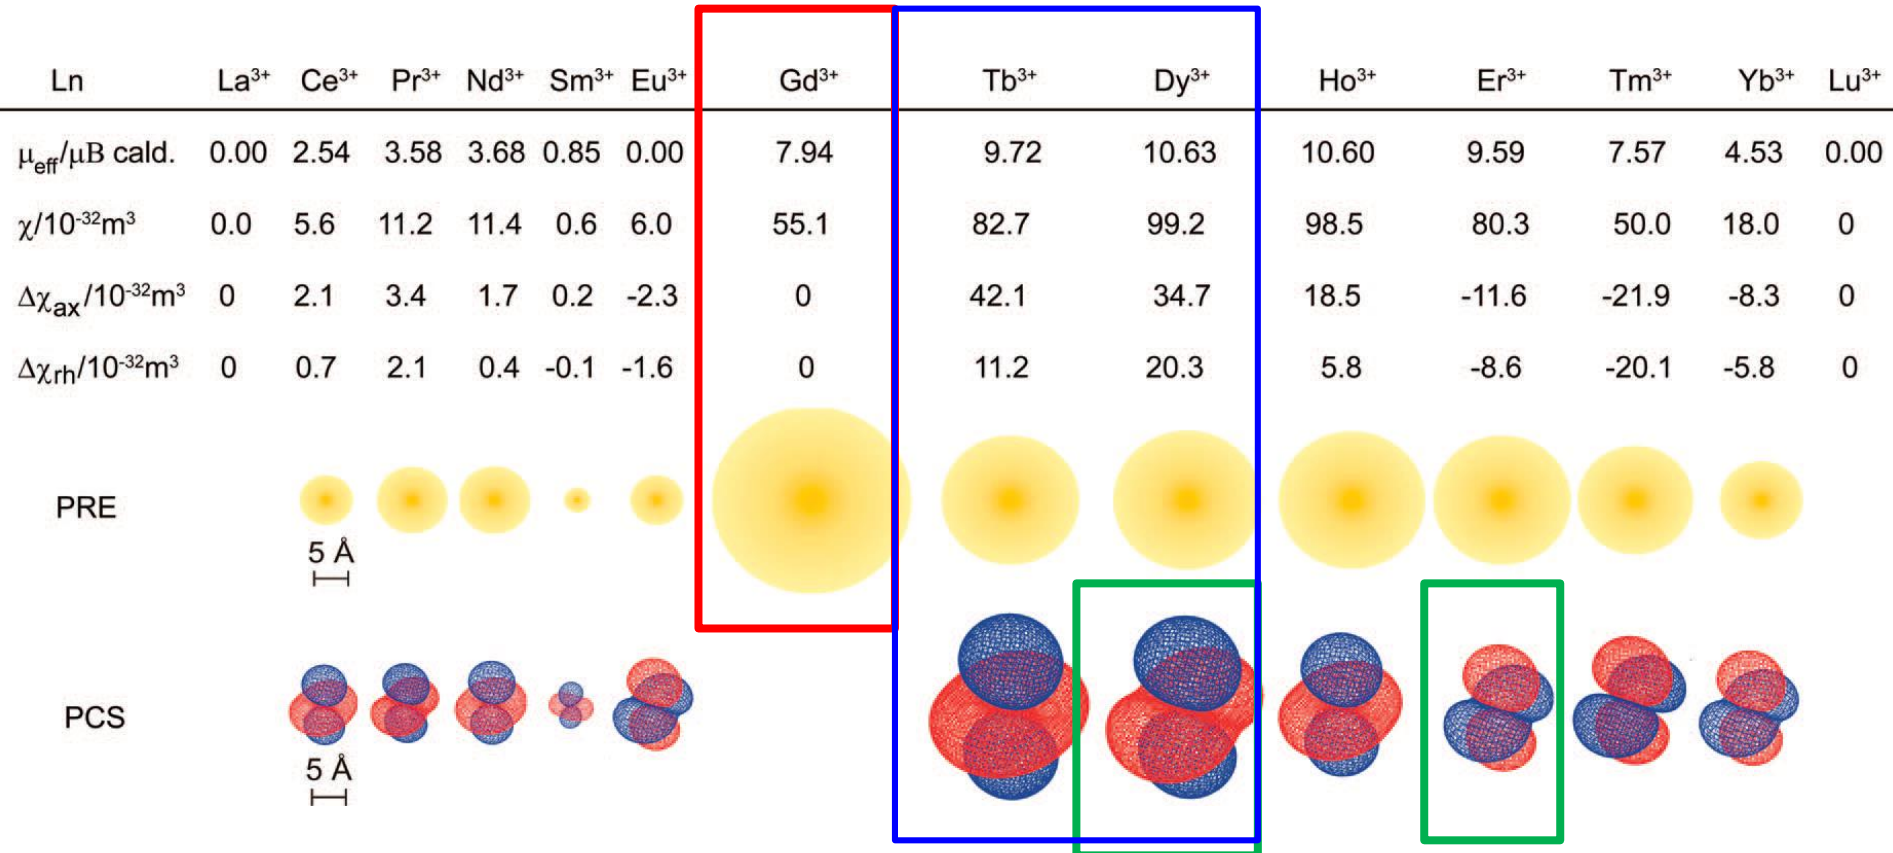 Ln La³⁺ Ce³⁺ Pr³⁺ Nd³⁺ Sm³⁺ Eu³⁺ Gd³⁺ Tb³⁺ Dy³⁺ Ho³⁺ Er³⁺ Tm³⁺ Yb³⁺ Lu³⁺
μeff/μB cald. 0.00 2.54 3.58 3.68 0.85 0.00 7.94 9.72 10.63 10.60 9.59 7.57 4.53 0.00
χ/10⁻³²m³ 0.0 5.6 11.2 11.4 0.6 6.0 55.1 82.7 99.2 98.5 80.3 50.0 18.0 0
Δχax/10⁻³²m³ 0 2.1 3.4 1.7 0.2 -2.3 0 42.1 34.7 18.5 -11.6 -21.9 -8.3 0
Δχrh/10⁻³²m³ 0 0.7 2.1 0.4 -0.1 -1.6 0 11.2 20.3 5.8 -8.6 -20.1 -5.8 0
PRE
5 Å
PCS
5 Å